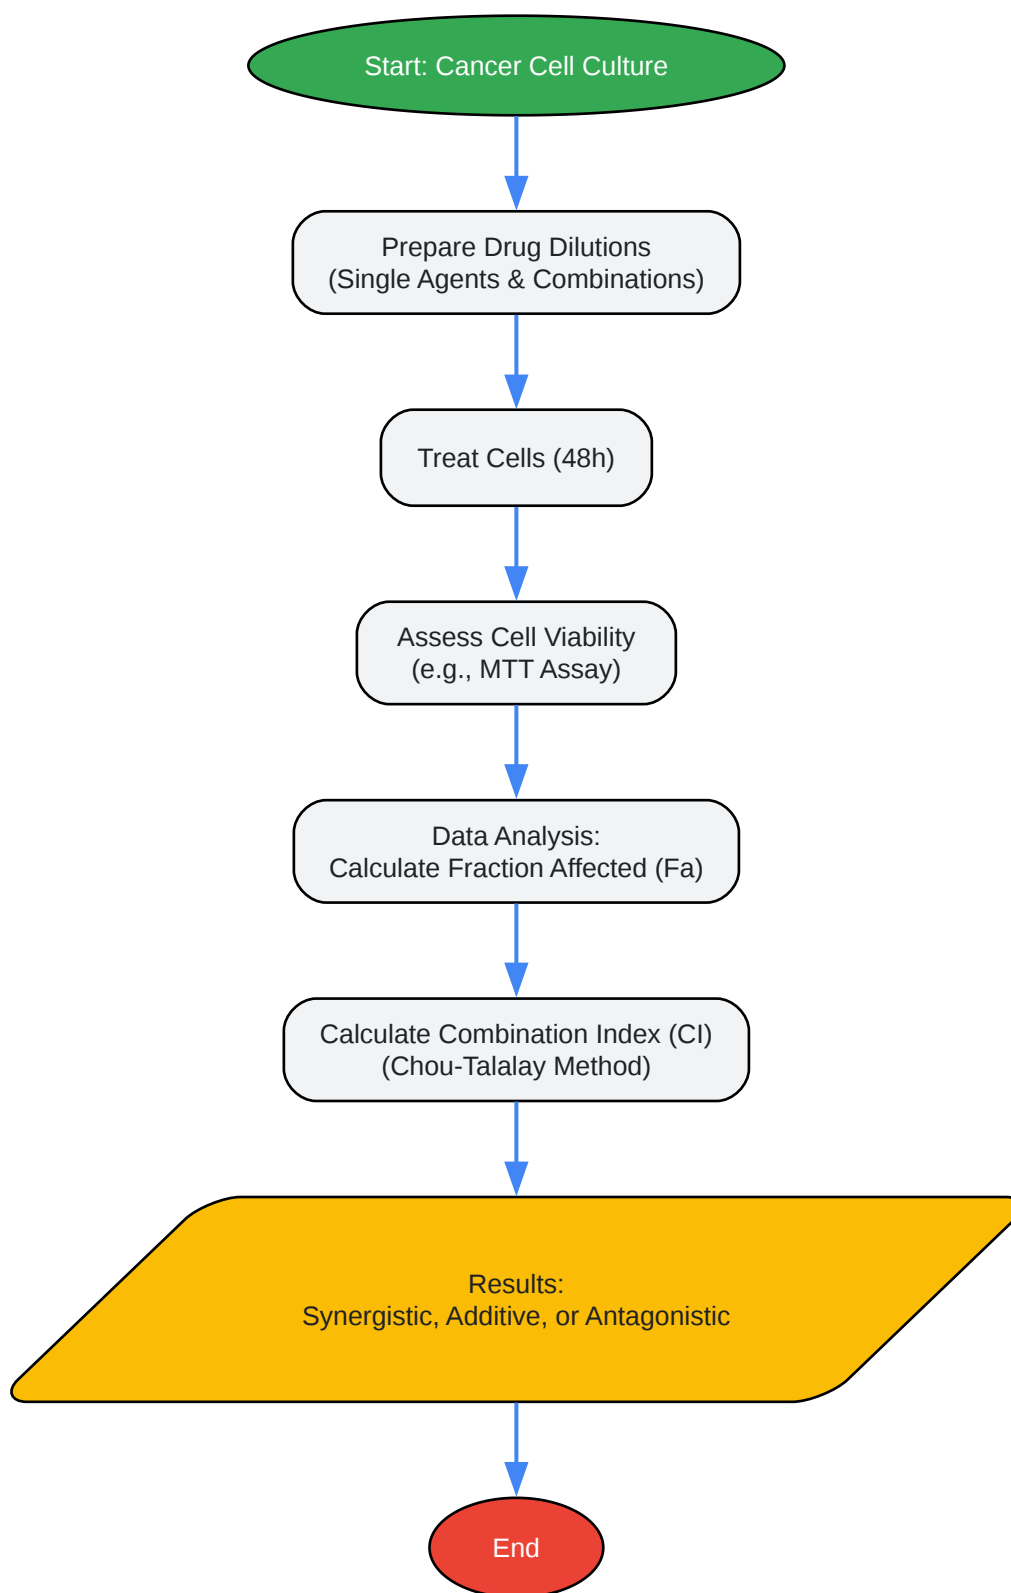 Start: Cancer Cell Culture
Prepare Drug Dilutions
(Single Agents & Combinations)
Treat Cells (48h)
Assess Cell Viability
(e.g., MTT Assay)
Data Analysis:
Calculate Fraction Affected (Fa)
Calculate Combination Index (CI)
(Chou-Talalay Method)
Results:
Synergistic, Additive, or Antagonistic
End